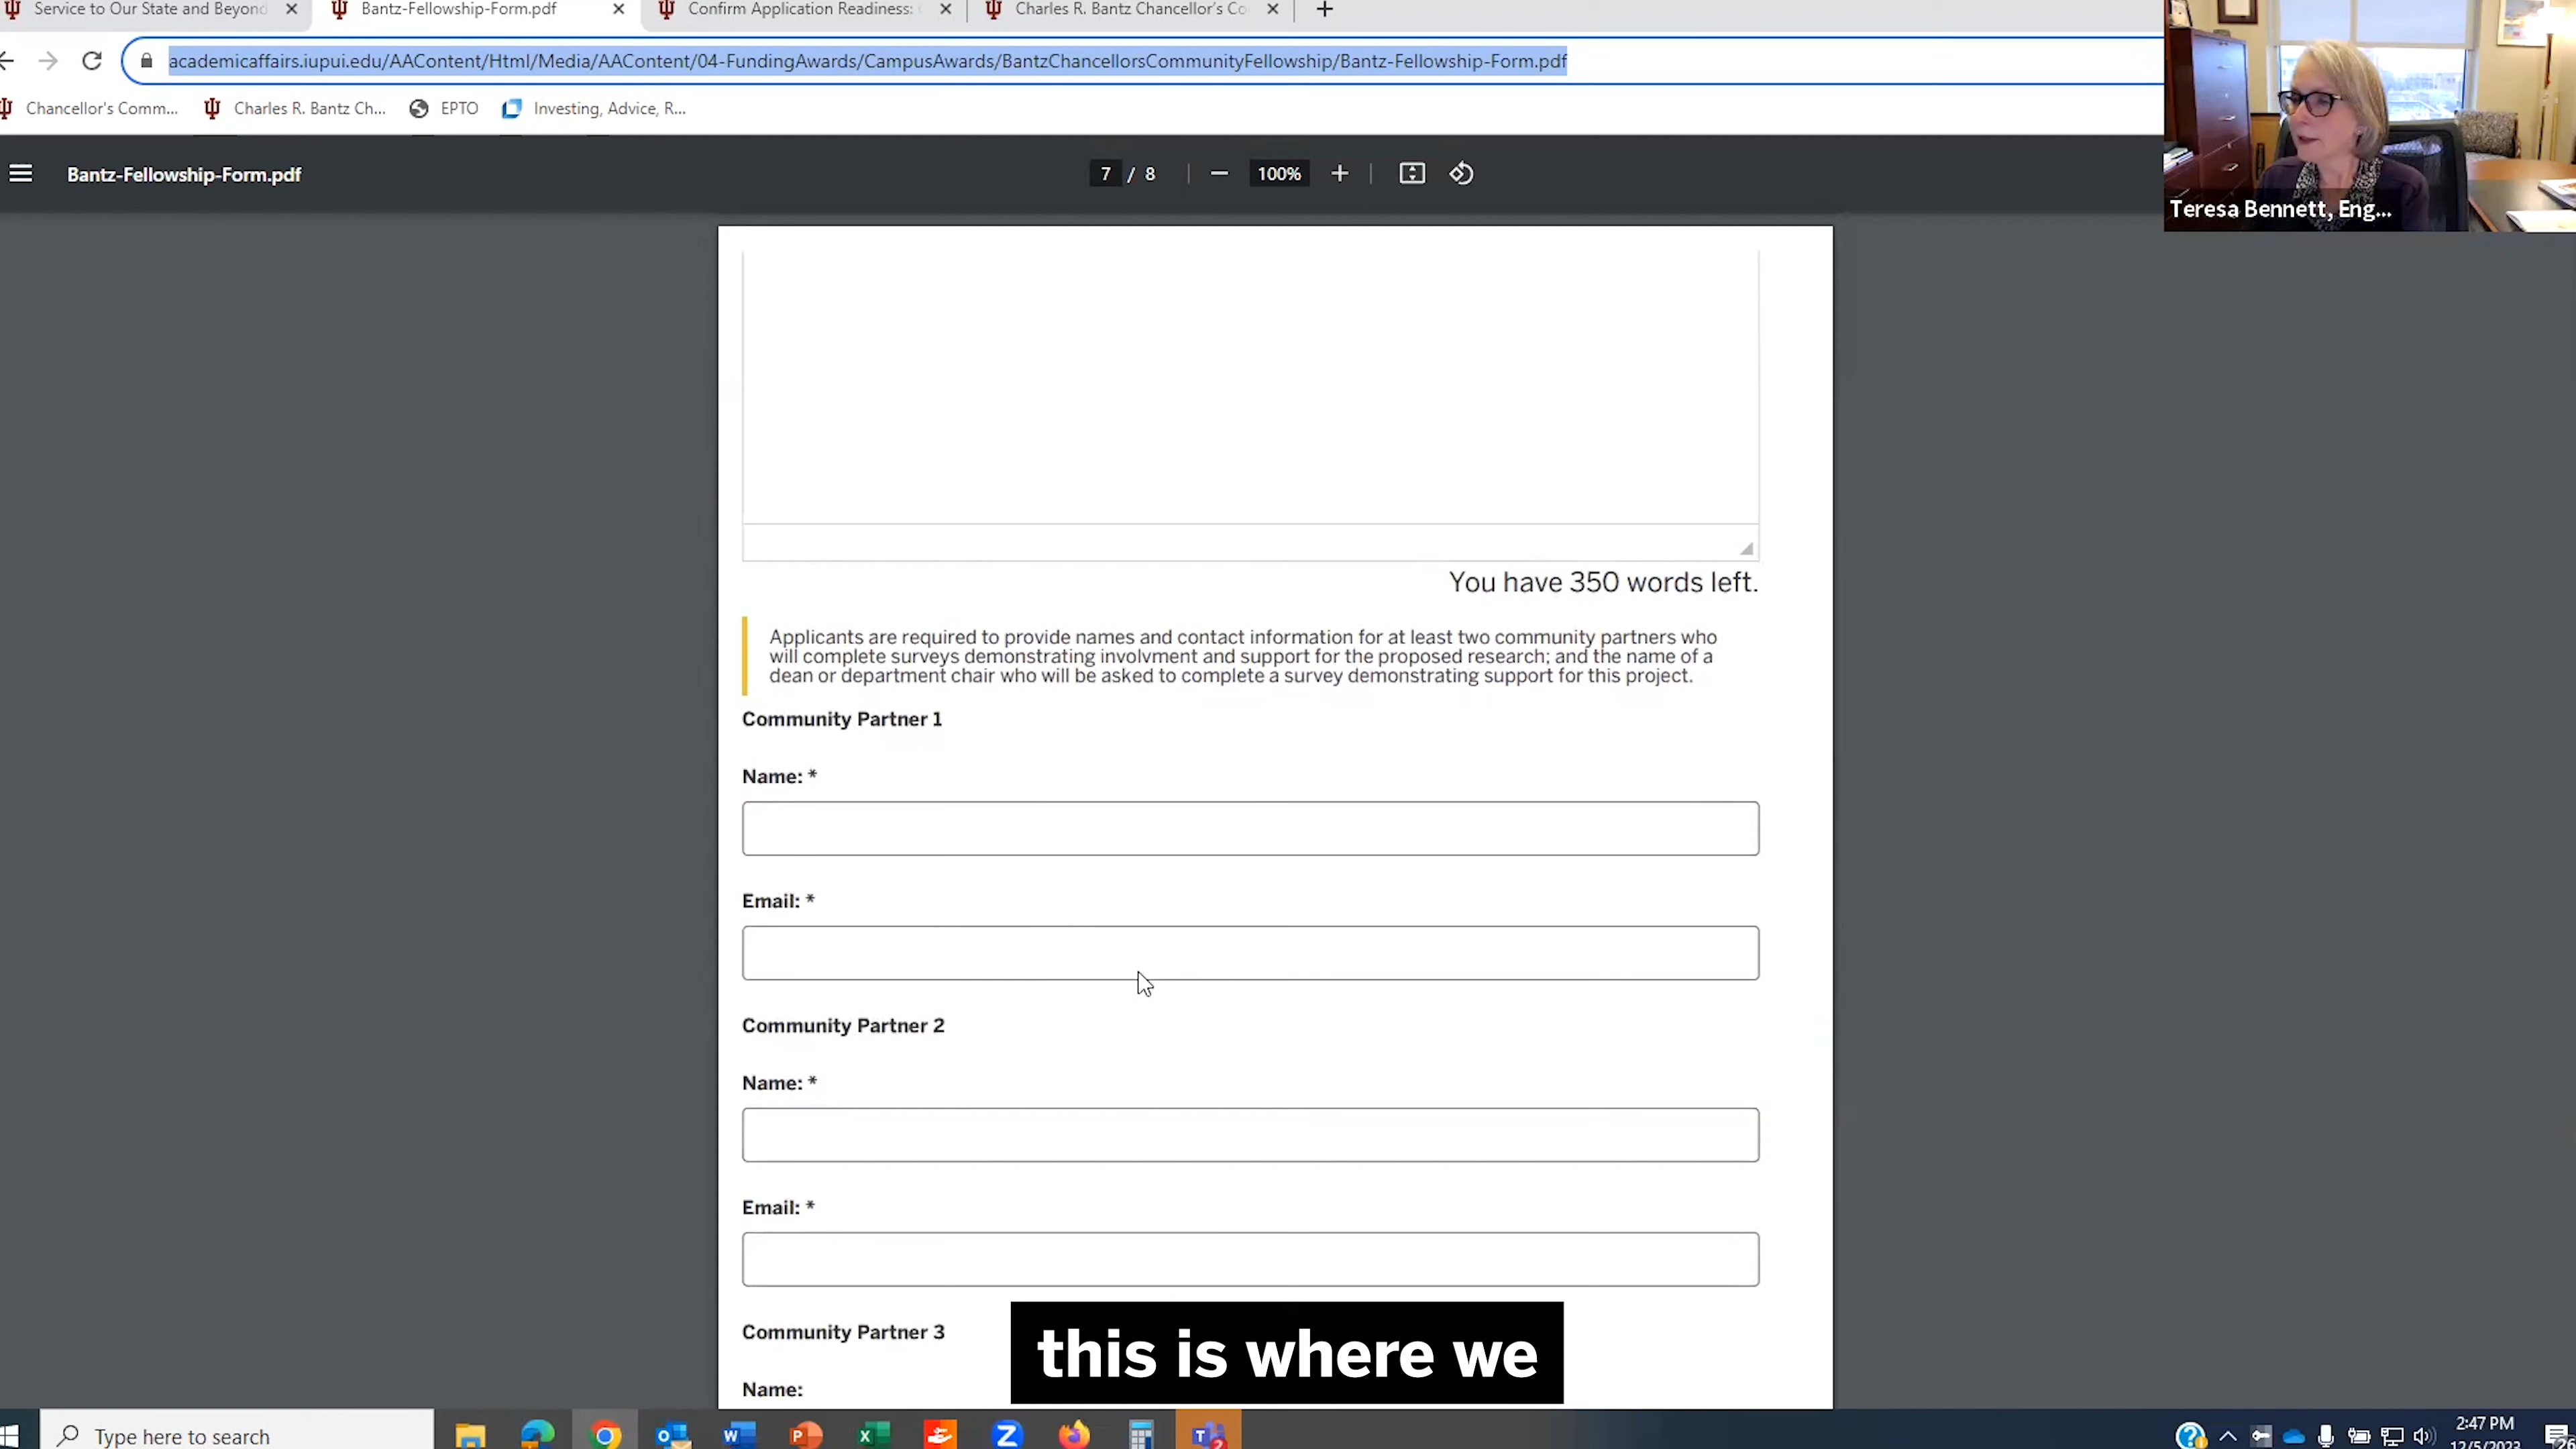 Service to Our State and Beyond
Bantz-Fellowship-Form.pdf
Confirm Application Readiness:
Charles R. Bantz Chancellor's Co
academicaffairs.iupui.edu/AAContent/Html/Media/AAContent/04-FundingAwards/CampusAwards/BantzChancellorsCommunityFellowship/Bantz-Fellowship-Form.pdf
Chancellor's Comm...
Charles R. Bantz Ch...
EPTO
Investing, Advice, R...
Bantz-Fellowship-Form.pdf
7 / 8
100%
Teresa Bennett, Eng...
You have 350 words left.
Applicants are required to provide names and contact information for at least two community partners who
will complete surveys demonstrating involvment and support for the proposed research; and the name of a
dean or department chair who will be asked to complete a survey demonstrating support for this project.
Community Partner 1
Name: *
Email: *
Community Partner 2
Name: *
Email: *
Community Partner 3
Name:
this is where we
Type here to search
2:47 PM
12/5/2023